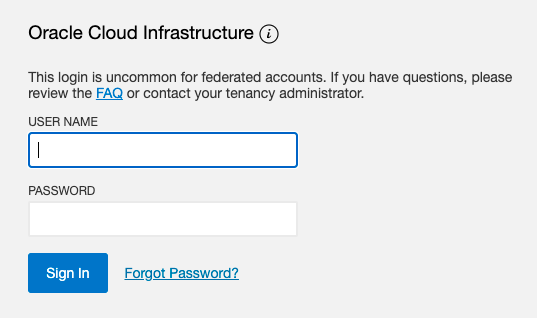 Oracle Cloud Infrastructure i
This login is uncommon for federated accounts. If you have questions, please
review the FAQ or contact your tenancy administrator.
USER NAME
PASSWORD
Sign In Forgot Password?